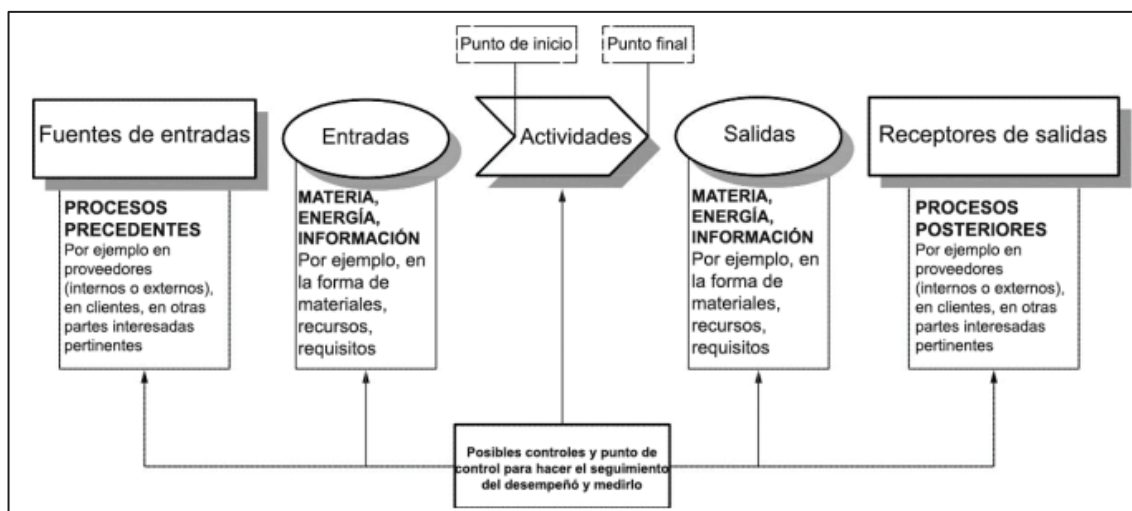 Punto de inicio
Punto final
Fuentes de entradas
Entradas
Actividades
Salidas
Receptores de salidas
PROCESOS
PRECEDENTES
Por ejemplo en
proveedores
(internos o externos),
en clientes, en otras
partes interesadas
pertinentes
MATERIA,
ENERGÍA,
INFORMACIÓN
Por ejemplo, en
la forma de
materiales,
recursos,
requisitos
MATERIA,
ENERGÍA,
INFORMACIÓN
Por ejemplo, en
la forma de
materiales,
recursos,
requisitos
PROCESOS
POSTERIORES
Por ejemplo en
proveedores
(internos o externos),
en clientes, en otras
partes interesadas
pertinentes
Posibles controles y punto de
control para hacer el seguimiento
del desempeñó y medirlo